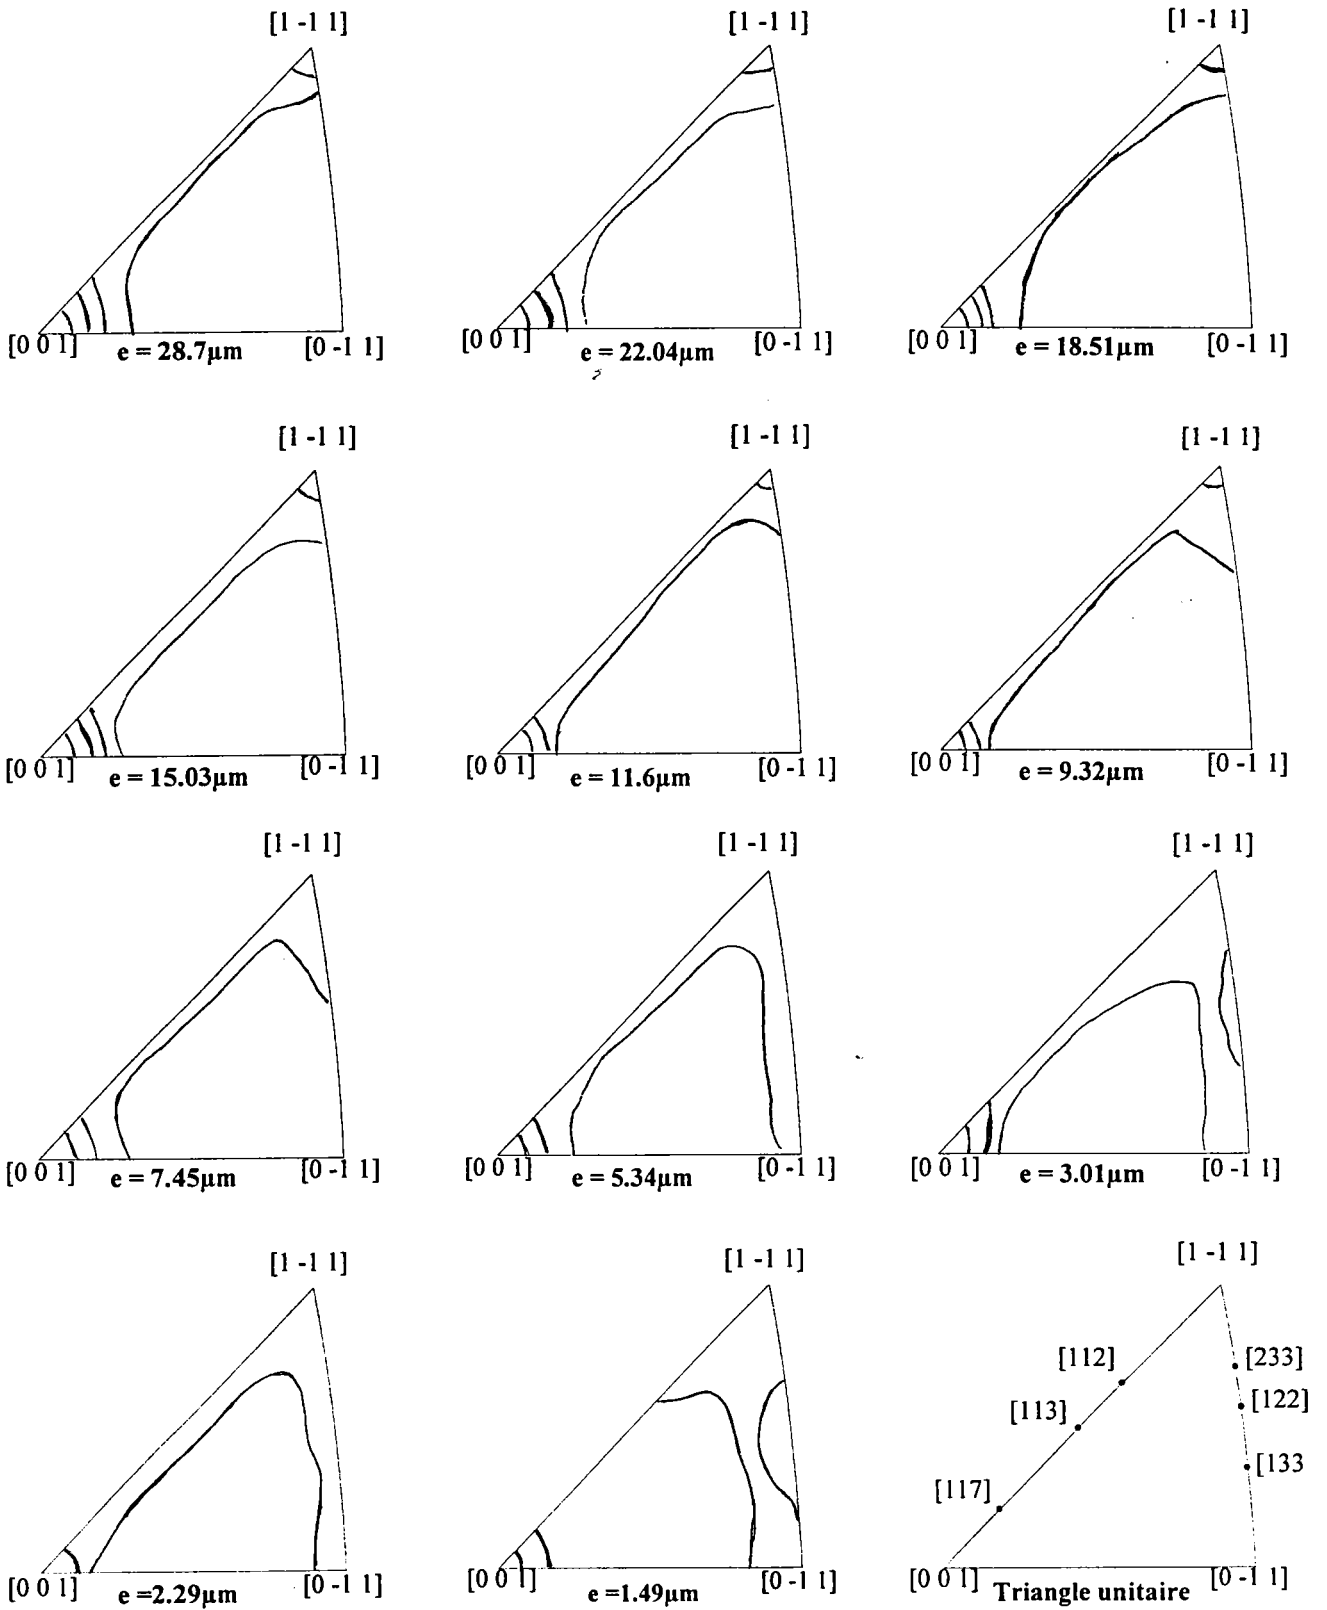 [1 -1 1] [1 -1 1] [1 -1 1]
[0 0 1] e = 28.7µm [0 -1 1] [0 0 1] e = 22.04µm [0 -1 1] [0 0 1] e = 18.51µm [0 -1 1]
[1 -1 1] [1 -1 1] [1 -1 1]
[0 0 1] e = 15.03µm [0 -1 1] [0 0 1] e = 11.6µm [0 -1 1] [0 0 1] e = 9.32µm [0 -1 1]
[1 -1 1] [1 -1 1] [1 -1 1]
[0 0 1] e = 7.45µm [0 -1 1] [0 0 1] e = 5.34µm [0 -1 1] [0 0 1] e = 3.01µm [0 -1 1]
[1 -1 1] [1 -1 1] [1 -1 1]
[112] [233]
[113] [122]
[117] [133
[0 0 1] e =2.29µm [0 -1 1] [0 0 1] e =1.49µm [0 -1 1] [0 0 1] Triangle unitaire [0 -1 1]